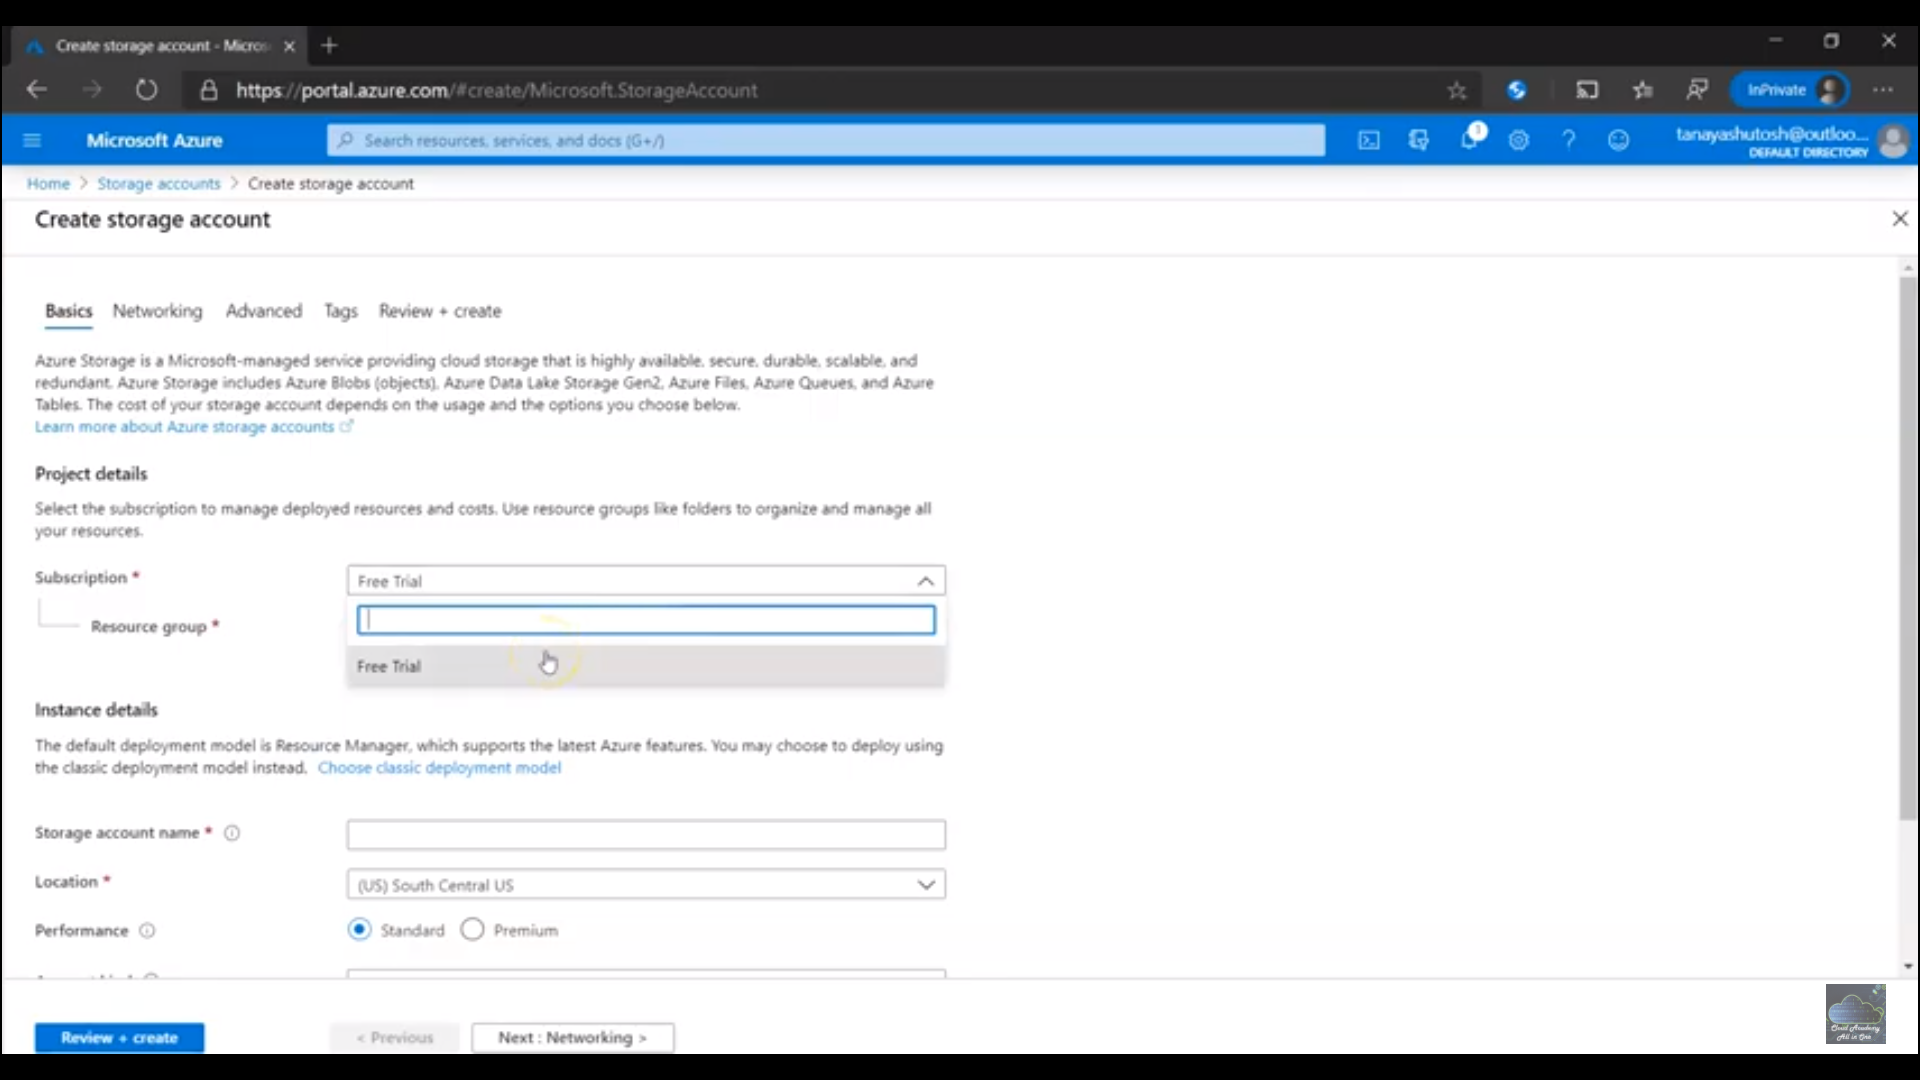 Create storage account - Micros
https://portal.azure.com/#create/Microsoft.StorageAccount
InPrivate
Microsoft Azure
Search resources, services, and docs (G+/)
1
tanayashutosh@outloo...
DEFAULT DIRECTORY
Home > Storage accounts > Create storage account
Create storage account
Basics Networking Advanced Tags Review + create
Azure Storage is a Microsoft-managed service providing cloud storage that is highly available, secure, durable, scalable, and
redundant. Azure Storage includes Azure Blobs (objects), Azure Data Lake Storage Gen2, Azure Files, Azure Queues, and Azure
Tables. The cost of your storage account depends on the usage and the options you choose below.
Learn more about Azure storage accounts
Project details
Select the subscription to manage deployed resources and costs. Use resource groups like folders to organize and manage all
your resources.
Subscription *
Free Trial
Resource group *
Free Trial
Instance details
The default deployment model is Resource Manager, which supports the latest Azure features. You may choose to deploy using
the classic deployment model instead. Choose classic deployment model
Storage account name *
Location *
(US) South Central US
Performance
Standard Premium
Review + create
< Previous
Next : Networking >
All in One